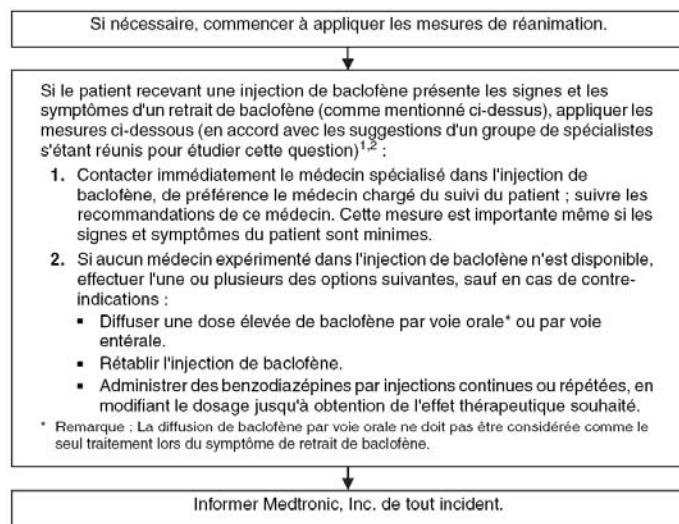 Si nécessaire, commencer à appliquer les mesures de réanimation.
Si le patient recevant une injection de baclofène présente les signes et les
symptômes d'un retrait de baclofène (comme mentionné ci-dessus), appliquer les
mesures ci-dessous (en accord avec les suggestions d'un groupe de spécialistes
s'étant réunis pour étudier cette question)1,2 :
1. Contacter immédiatement le médecin spécialisé dans l'injection de
baclofène, de préférence le médecin chargé du suivi du patient ; suivre les
recommandations de ce médecin. Cette mesure est importante même si les
signes et symptômes du patient sont minimes.
2. Si aucun médecin expérimenté dans l'injection de baclofène n'est disponible,
effectuer l'une ou plusieurs des options suivantes, sauf en cas de contre-
indications :
▪ Diffuser une dose élevée de baclofène par voie orale* ou par voie
entérale.
▪ Rétablir l'injection de baclofène.
▪ Administrer des benzodiazépines par injections continues ou répétées, en
modifiant le dosage jusqu'à obtention de l'effet thérapeutique souhaité.
* Remarque : La diffusion de baclofène par voie orale ne doit pas être considérée comme le
seul traitement lors du symptôme de retrait de baclofène.
Informer Medtronic, Inc. de tout incident.